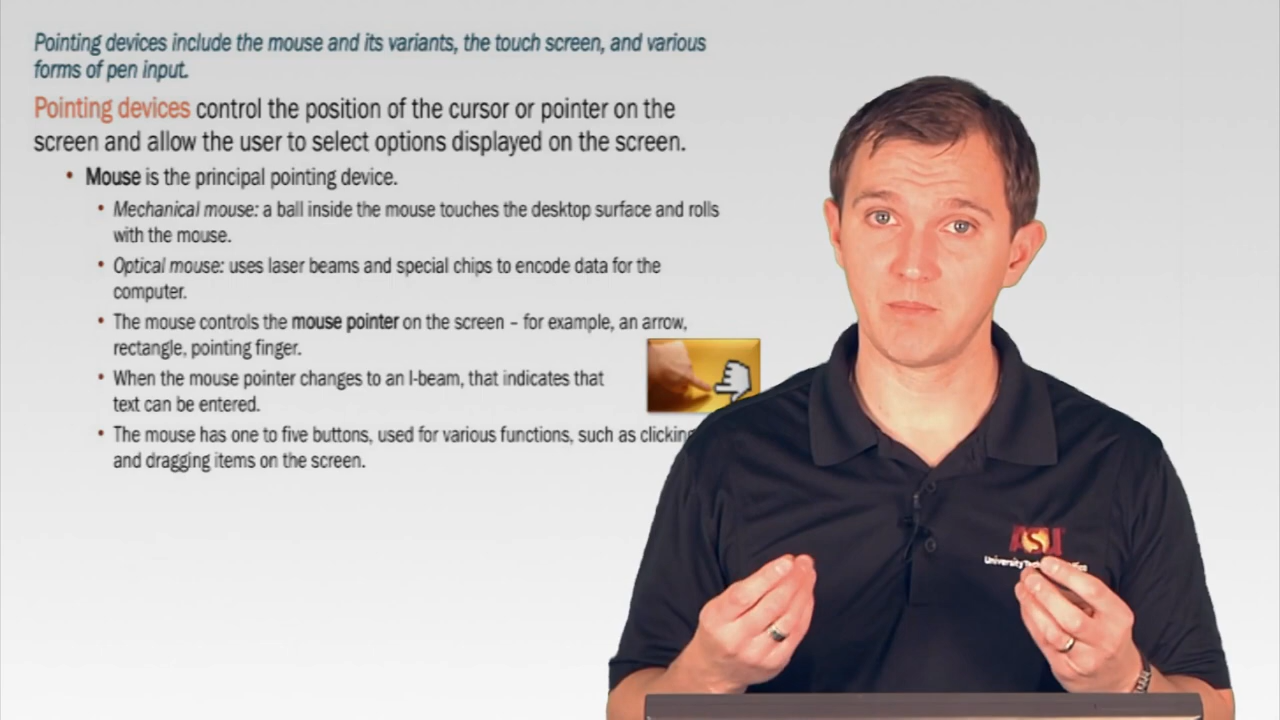 Pointing devices include the mouse and its variants, the touch screen, and various
forms of pen input.
Pointing devices control the position of the cursor or pointer on the
screen and allow the user to select options displayed on the screen.
• Mouse is the principal pointing device.
• Mechanical mouse: a ball inside the mouse touches the desktop surface and rolls
with the mouse.
• Optical mouse: uses laser beams and special chips to encode data for the
computer.
• The mouse controls the mouse pointer on the screen – for example, an arrow,
rectangle, pointing finger.
• When the mouse pointer changes to an I-beam, that indicates that
text can be entered.
• The mouse has one to five buttons, used for various functions, such as clicking
and dragging items on the screen.
ASU
University